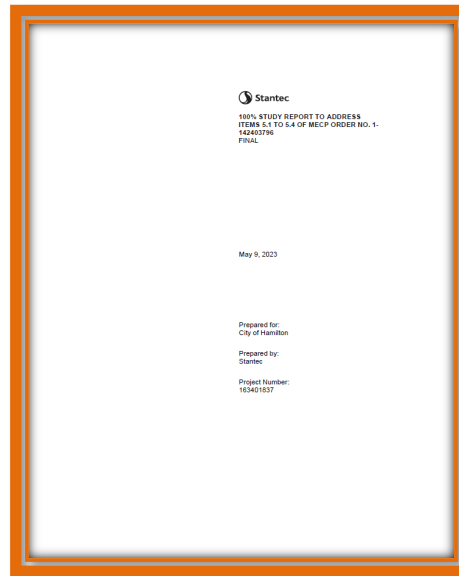 Stantec
100% STUDY REPORT TO ADDRESS
ITEMS 5.1 TO 5.4 OF MECP ORDER NO. 1-
142403796
FINAL
May 9, 2023
Prepared for:
City of Hamilton
Prepared by:
Stantec
Project Number:
163401837